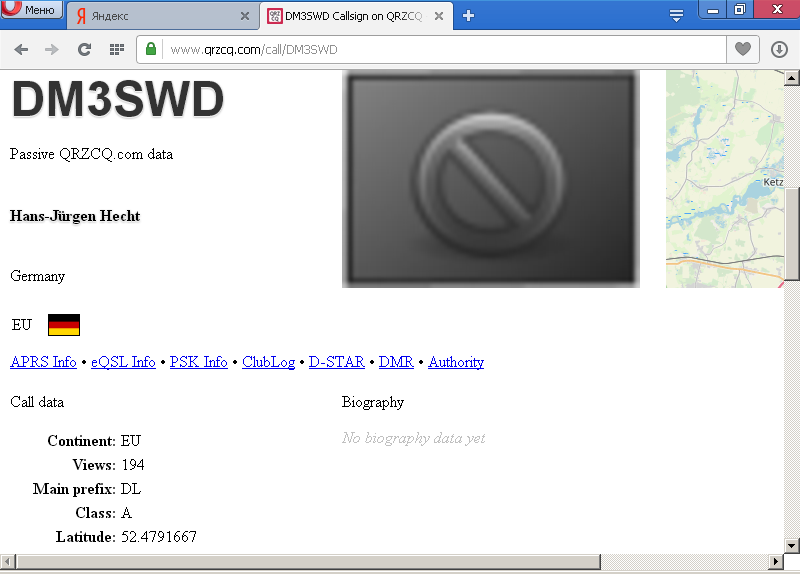 Меню
Яндекс
DM3SWD Callsign on QRZCQ
www.qrzcq.com/call/DM3SWD
DM3SWD
Passive QRZCQ.com data
Hans-Jürgen Hecht
Germany
EU
APRS Info • eQSL Info • PSK Info • ClubLog • D-STAR • DMR • Authority
Call data
Continent: EU
Views: 194
Main prefix: DL
Class: A
Latitude: 52.4791667
Biography
No biography data yet
Ketz